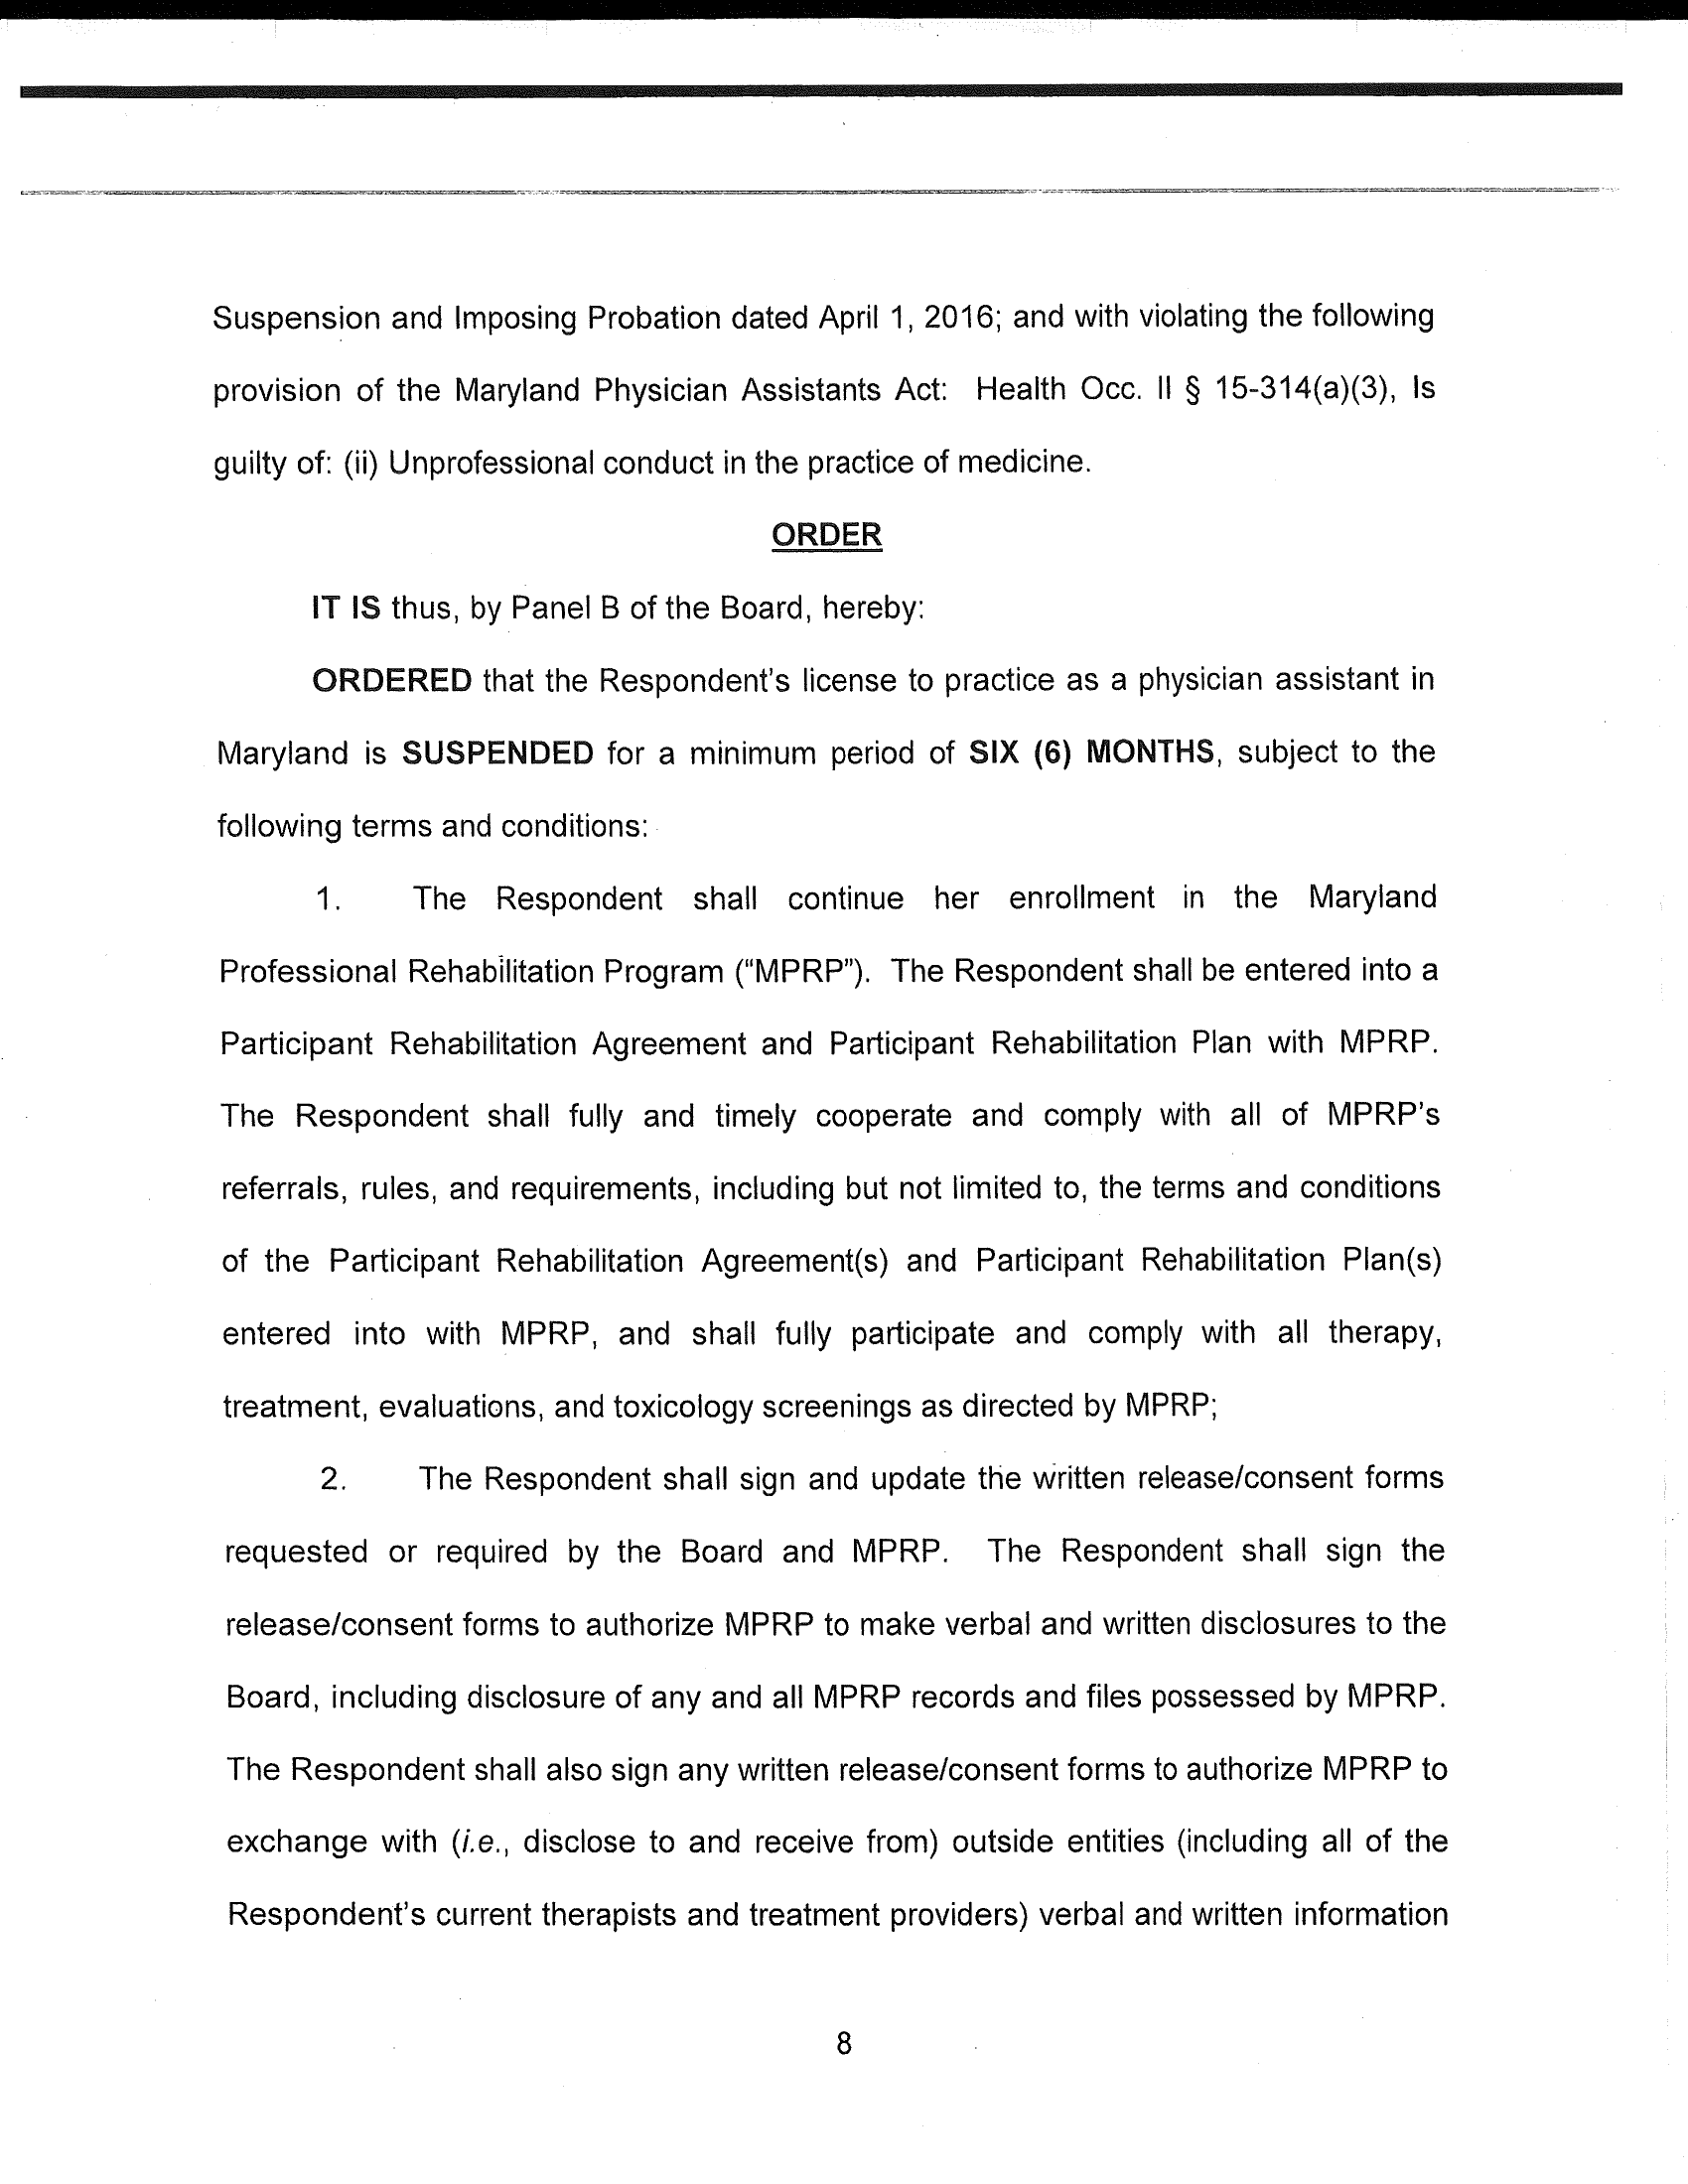 Suspension and Imposing Probation dated April 1, 2016; and with violating the following
provision of the Maryland Physician Assistants Act: Health Occ. II § 15-314(a)(3), Is
guilty of: (ii) Unprofessional conduct in the practice of medicine.
ORDER
IT IS thus, by Panel B of the Board, hereby:
ORDERED that the Respondent's license to practice as a physician assistant in
Maryland is SUSPENDED for a minimum period of SIX (6) MONTHS, subject to the
following terms and conditions:
1. The Respondent shall continue her enrollment in the Maryland
Professional Rehabilitation Program ("MPRP"). The Respondent shall be entered into a
Participant Rehabilitation Agreement and Participant Rehabilitation Plan with MPRP.
The Respondent shall fully and timely cooperate and comply with all of MPRP's
referrals, rules, and requirements, including but not limited to, the terms and conditions
of the Participant Rehabilitation Agreement(s) and Participant Rehabilitation Plan(s)
entered into with MPRP, and shall fully participate and comply with all therapy,
treatment, evaluations, and toxicology screenings as directed by MPRP;
2. The Respondent shall sign and update the written release/consent forms
requested or required by the Board and MPRP. The Respondent shall sign the
release/consent forms to authorize MPRP to make verbal and written disclosures to the
Board, including disclosure of any and all MPRP records and files possessed by MPRP.
The Respondent shall also sign any written release/consent forms to authorize MPRP to
exchange with (i.e., disclose to and receive from) outside entities (including all of the
Respondent's current therapists and treatment providers) verbal and written information
8